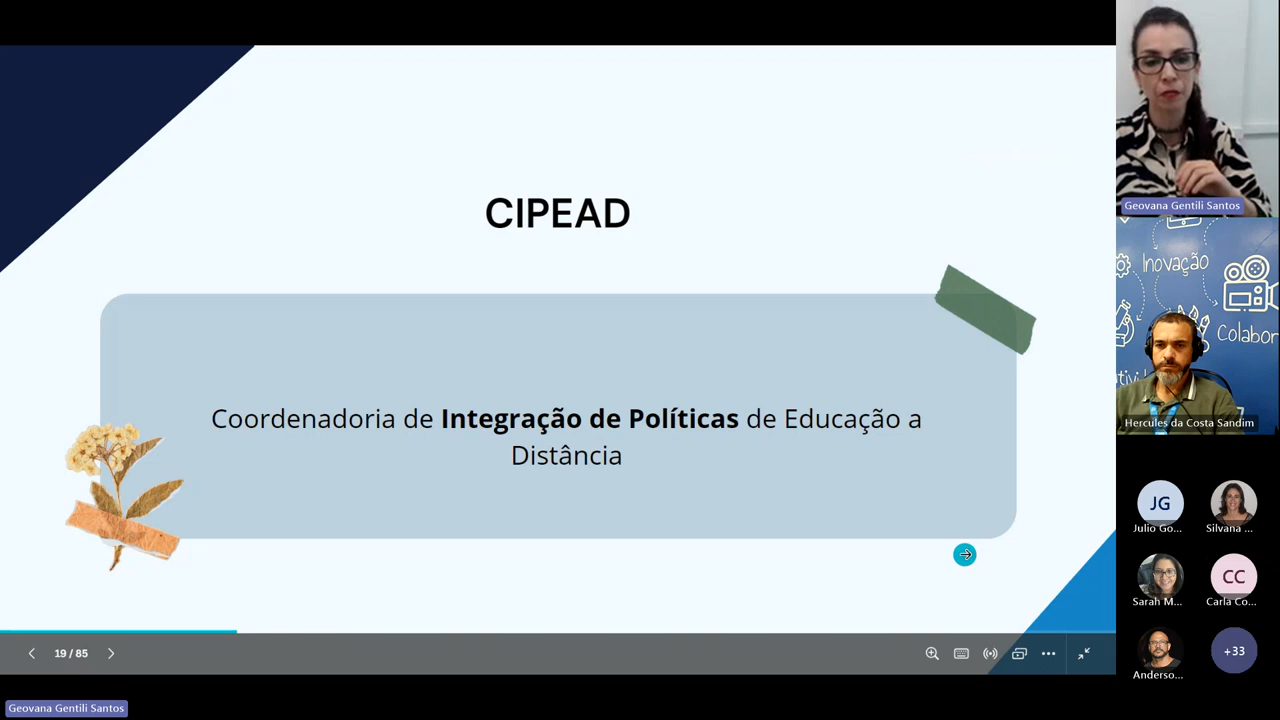 CIPEAD
Coordenadoria de Integração de Políticas de Educação a
Distância
19 / 85
Geovana Gentili Santos
Geovana Gentili Santos
Inovação
Colabor
Hercules da Costa Sandim
JG
Julio Go...
Silvana ...
Sarah M...
CC
Carla Co...
Anderso...
+33